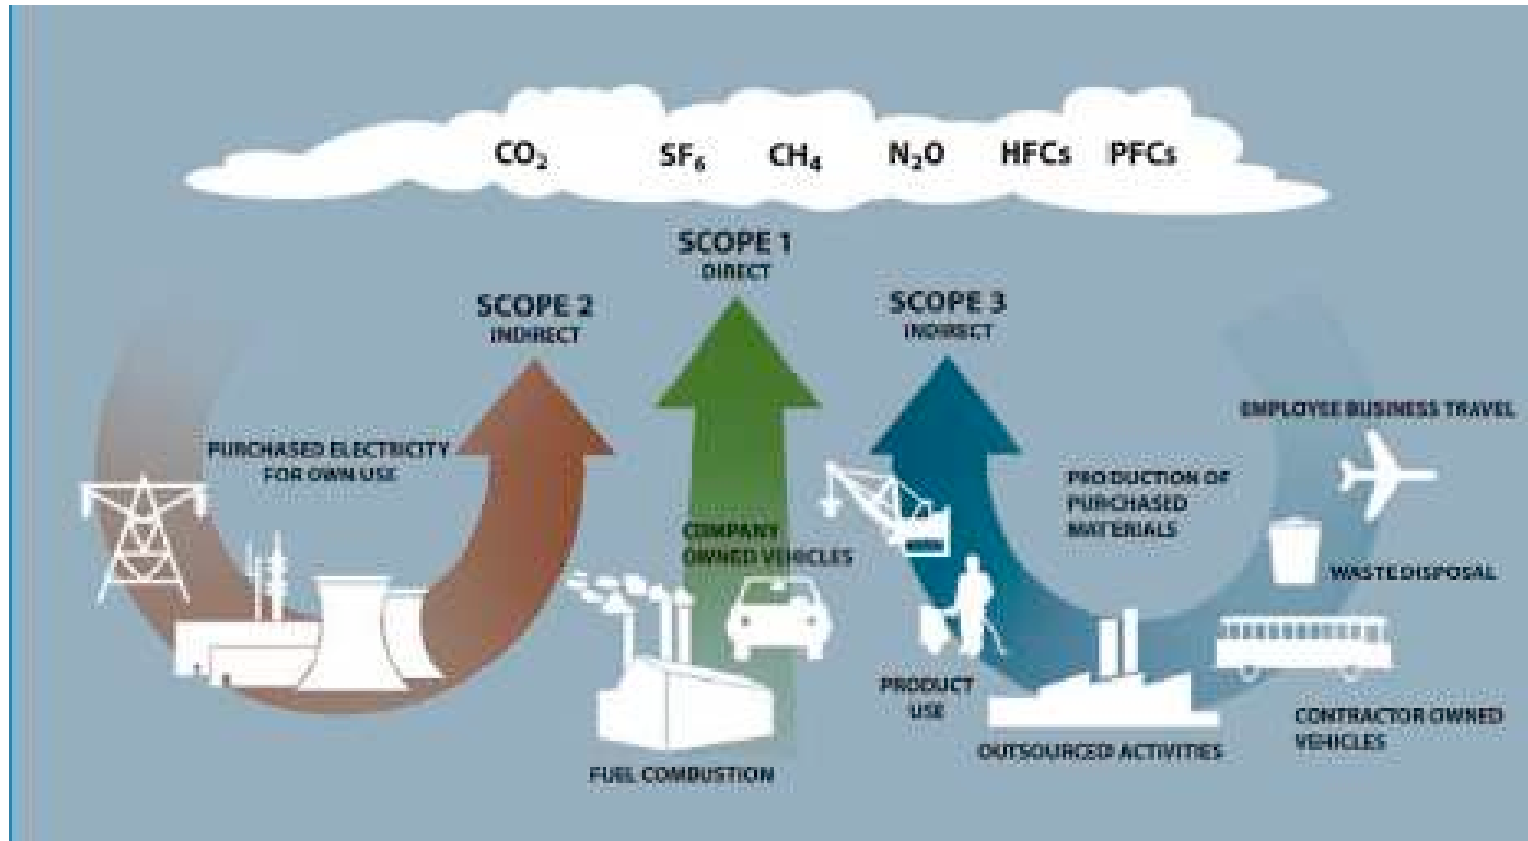 CO₂ SF₆ CH₄ N₂O HFCs PFCs
SCOPE 1
DIRECT
SCOPE 2
INDIRECT
SCOPE 3
INDIRECT
PURCHASED ELECTRICITY
FOR OWN USE
COMPANY
OWNED VEHICLES
FUEL COMBUSTION
PRODUCTION OF
PURCHASED
MATERIALS
EMPLOYEE BUSINESS TRAVEL
WASTE DISPOSAL
PRODUCT
USE
OUTSOURCED ACTIVITIES
CONTRACTOR OWNED
VEHICLES